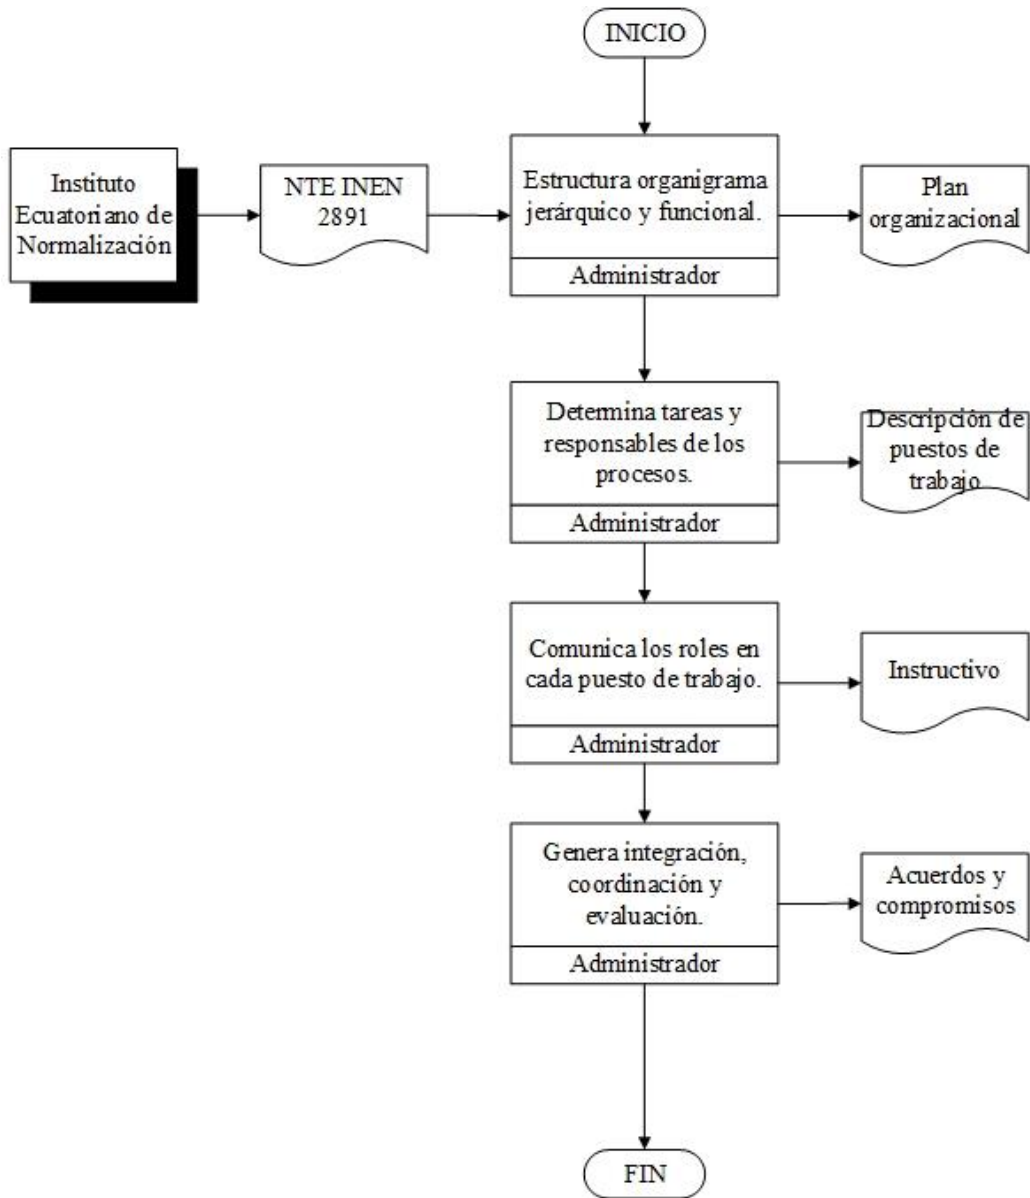 INICIO
Instituto
Ecuatoriano de
Normalización
NTE INEN
2891
Estructura organigrama
jerárquico y funcional.
Administrador
Plan
organizacional
Determina tareas y
responsables de los
procesos.
Administrador
Descripción de
puestos de
trabajo
Comunica los roles en
cada puesto de trabajo.
Administrador
Instructivo
Genera integración,
coordinación y
evaluación.
Administrador
Acuerdos y
compromisos
FIN